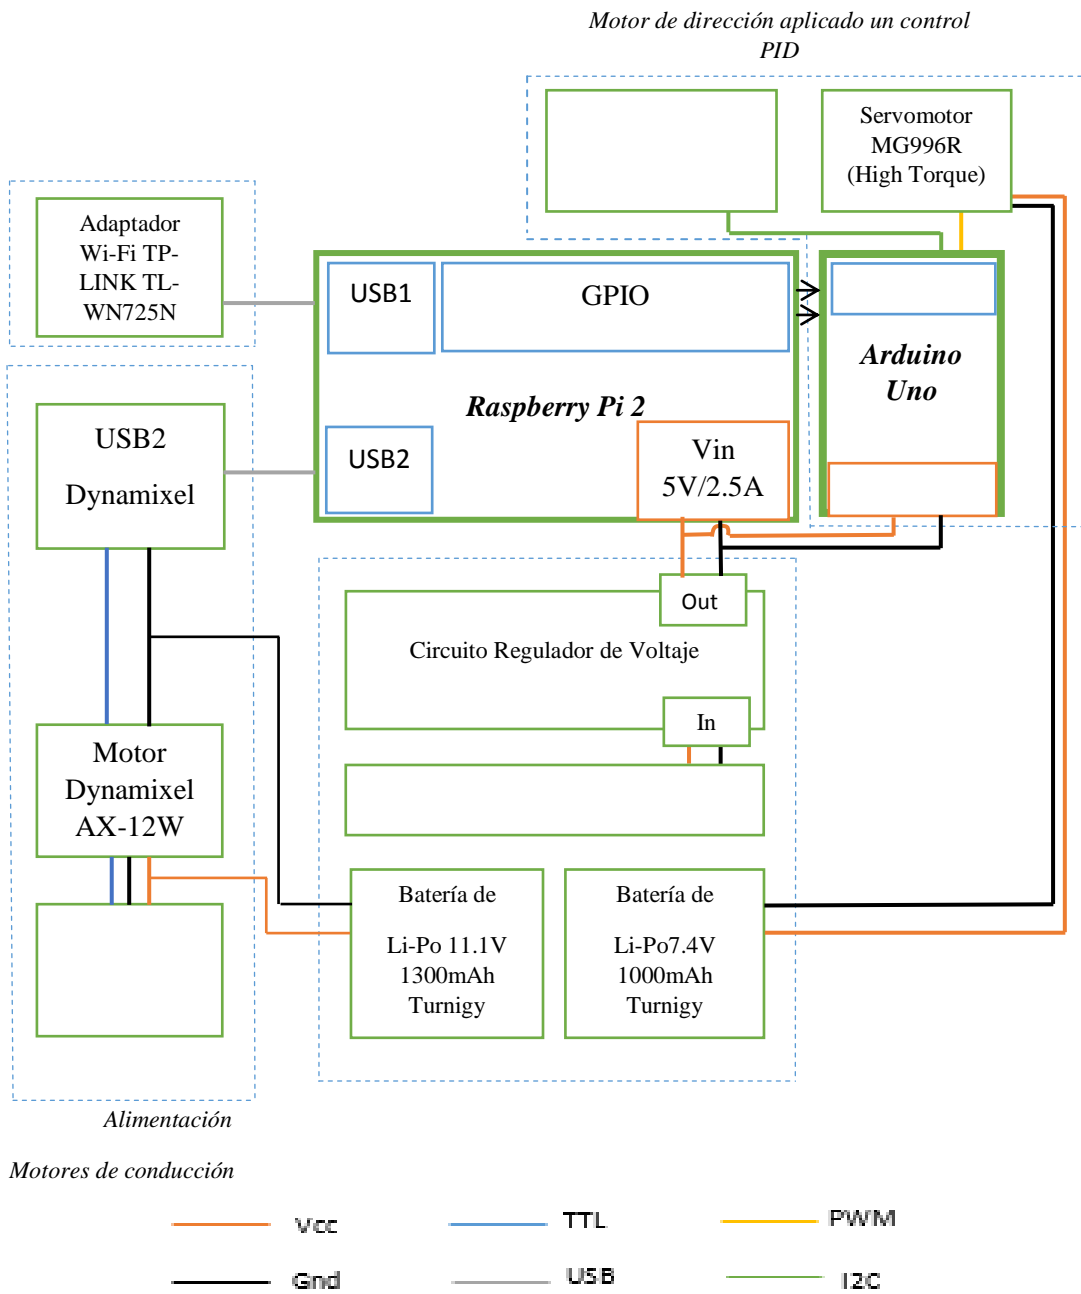 Motor de dirección aplicado un control
PID
Servomotor
MG996R
(High Torque)
Adaptador
Wi-Fi TP-
LINK TL-
WN725N
USB1
GPIO
Arduino
Uno
Raspberry Pi 2
USB2
Dynamixel
USB2
Vin
5V/2.5A
Out
Circuito Regulador de Voltaje
In
Motor
Dynamixel
AX-12W
Batería de
Li-Po 11.1V
1300mAh
Turnigy
Batería de
Li-Po7.4V
1000mAh
Turnigy
Alimentación
Motores de conducción
Vcc
TTL
PWM
Gnd
USB
I2C